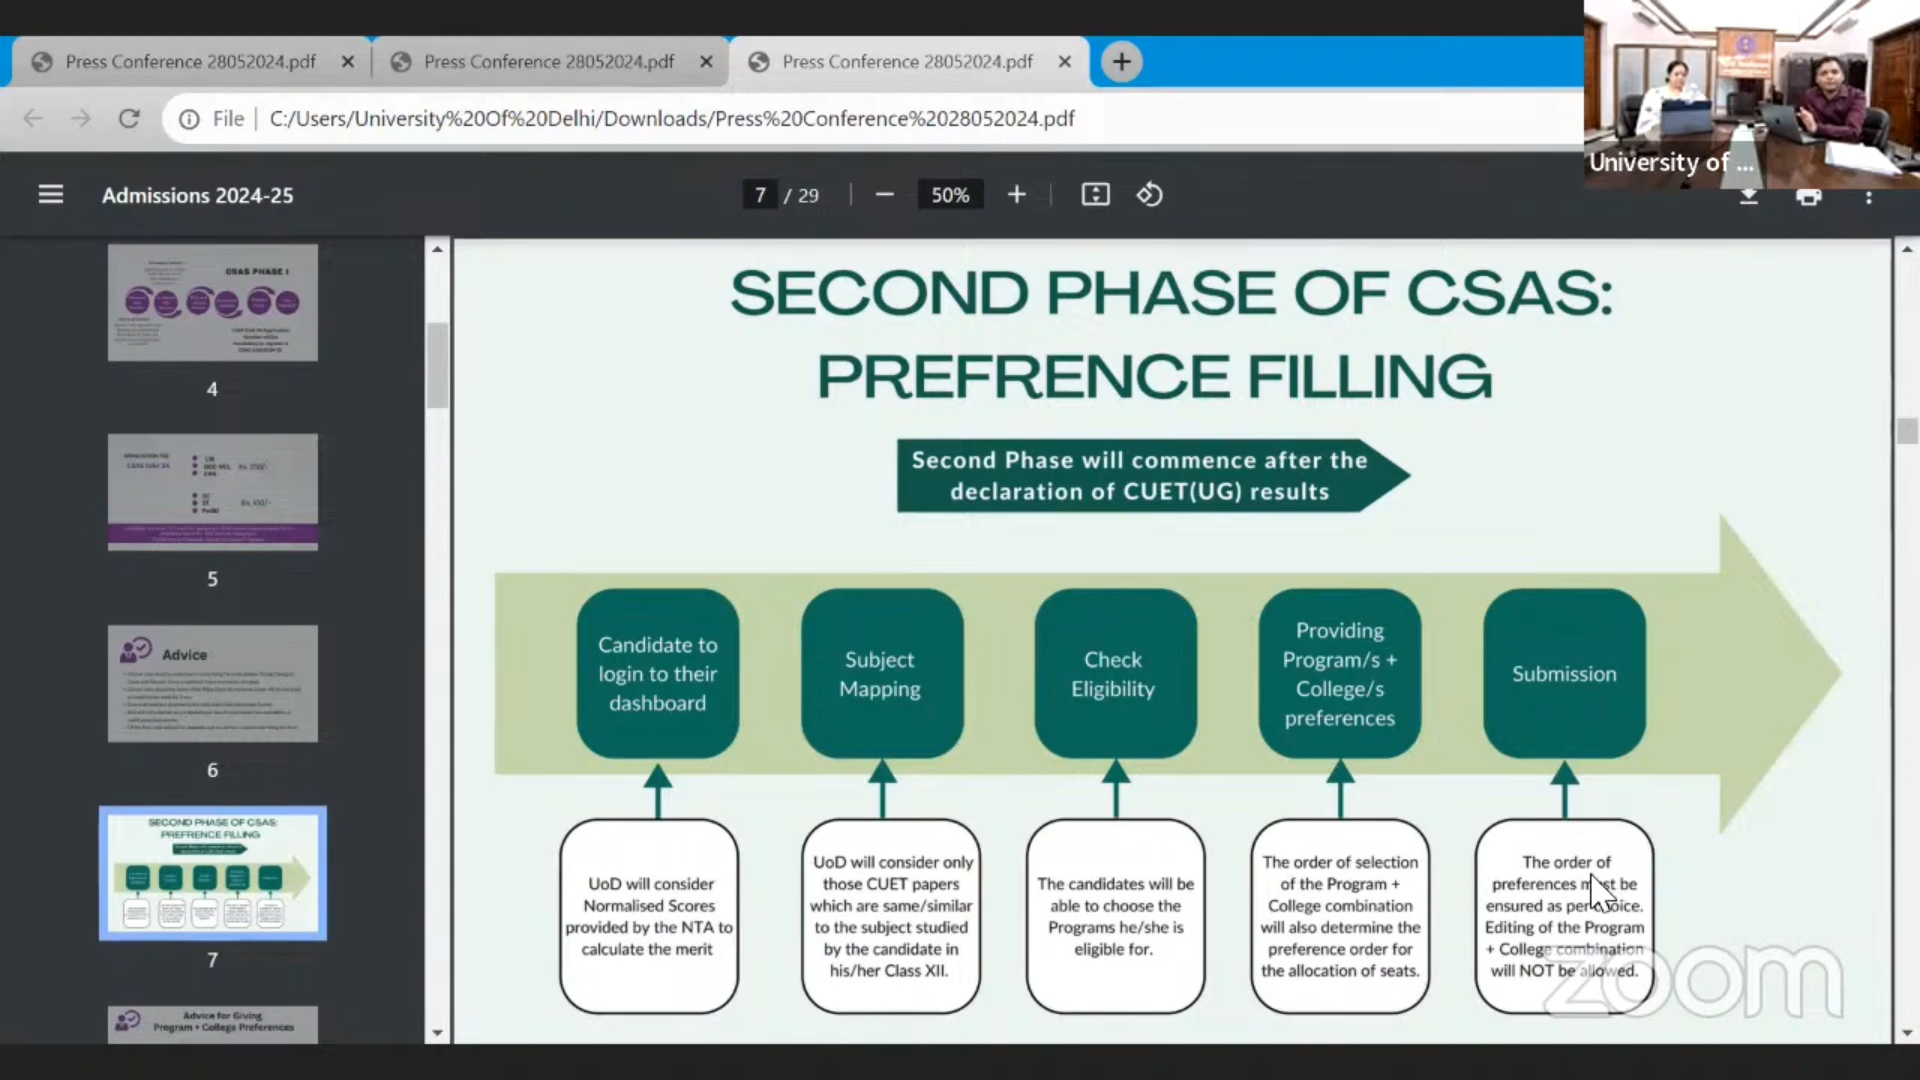 Press Conference 28052024.pdf
Press Conference 28052024.pdf
Press Conference 28052024.pdf
File
C:/Users/University%20Of%20Delhi/Downloads/Press%20Conference%2028052024.pdf
University of ...
Admissions 2024-25
7 / 29
50%
CSAS PHASE I
4
Rs. 250/-
Rs. 100/-
5
Advice
6
SECOND PHASE OF CSAS:
PREFRENCE FILLING
7
Advice for Giving
Program + College Preferences
SECOND PHASE OF CSAS:
PREFRENCE FILLING
Second Phase will commence after the
declaration of CUET(UG) results
Candidate to
login to their
dashboard
Subject
Mapping
Check
Eligibility
Providing
Program/s +
College/s
preferences
Submission
UoD will consider
Normalised Scores
provided by the NTA to
calculate the merit
UoD will consider only
those CUET papers
which are same/similar
to the subject studied
by the candidate in
his/her Class XII.
The candidates will be
able to choose the
Programs he/she is
eligible for.
The order of selection
of the Program +
College combination
will also determine the
preference order for
the allocation of seats.
The order of
preferences must be
ensured as per choice.
Editing of the Program
+ College combination
will NOT be allowed.
zoom